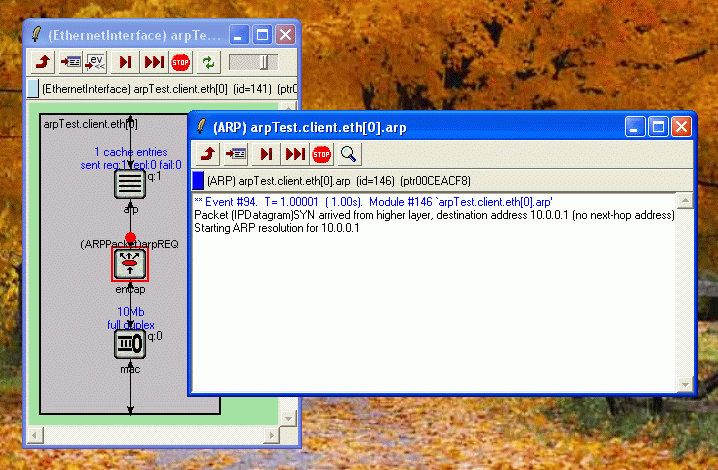 (EthernetInterface) arpTe...
(EthernetInterface) arpTest.client.eth[0] (id=141) (ptr0
arpTest.client.eth[0]
1 cache entries
sent req:1 repl:0 fail:0
q:1
arp
(ARPPacket)arpREQ
encap
10Mb
full duplex
q:0
mac
(ARP) arpTest.client.eth[0].arp
STOP
(ARP) arpTest.client.eth[0].arp (id=146) (ptr00CEACF8)
** Event #94. T=1.00001 ( 1.00s). Module #146 `arpTest.client.eth[0].arp'
Packet (IPDatagram)SYN arrived from higher layer, destination address 10.0.0.1 (no next-hop address)
Starting ARP resolution for 10.0.0.1
ev
<<
STOP